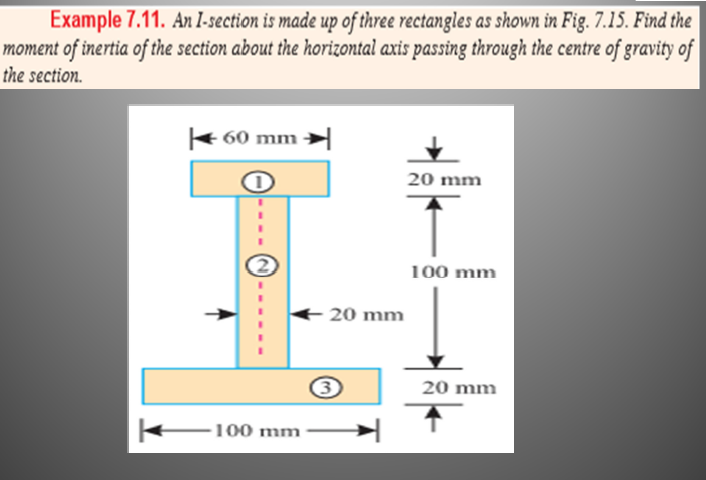 Example 7.11. An I-section is made up of three rectangles as shown in Fig. 7.15. Find the
moment of inertia of the section about the horizontal axis passing through the centre of gravity of
the section.
60 mm
20 mm
1
2
100 mm
20 mm
3
20 mm
100 mm